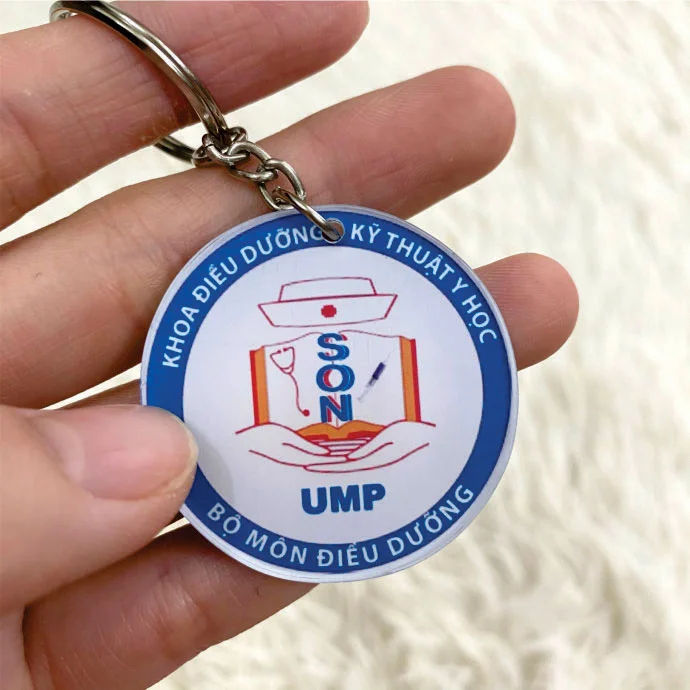 KHOA ĐIỀU DƯỠNG KỸ THUẬT Y HỌC
SON
UMP
BỘ MÔN ĐIỀU DƯỠNG